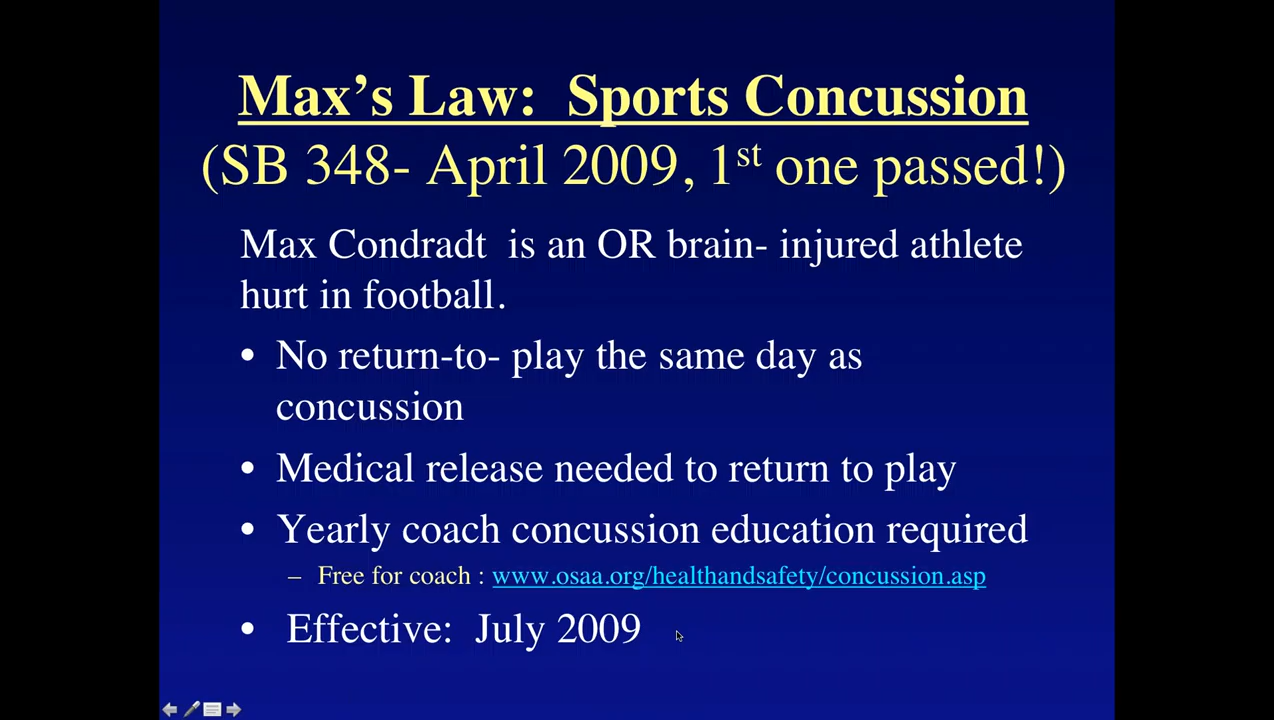 Max’s Law:  Sports Concussion
(SB 348- April 2009, 1st one passed!)
Max Condradt  is an OR brain- injured athlete
hurt in football.
• No return-to- play the same day as
concussion
• Medical release needed to return to play
• Yearly coach concussion education required
– Free for coach : www.osaa.org/healthandsafety/concussion.asp
• Effective:  July 2009